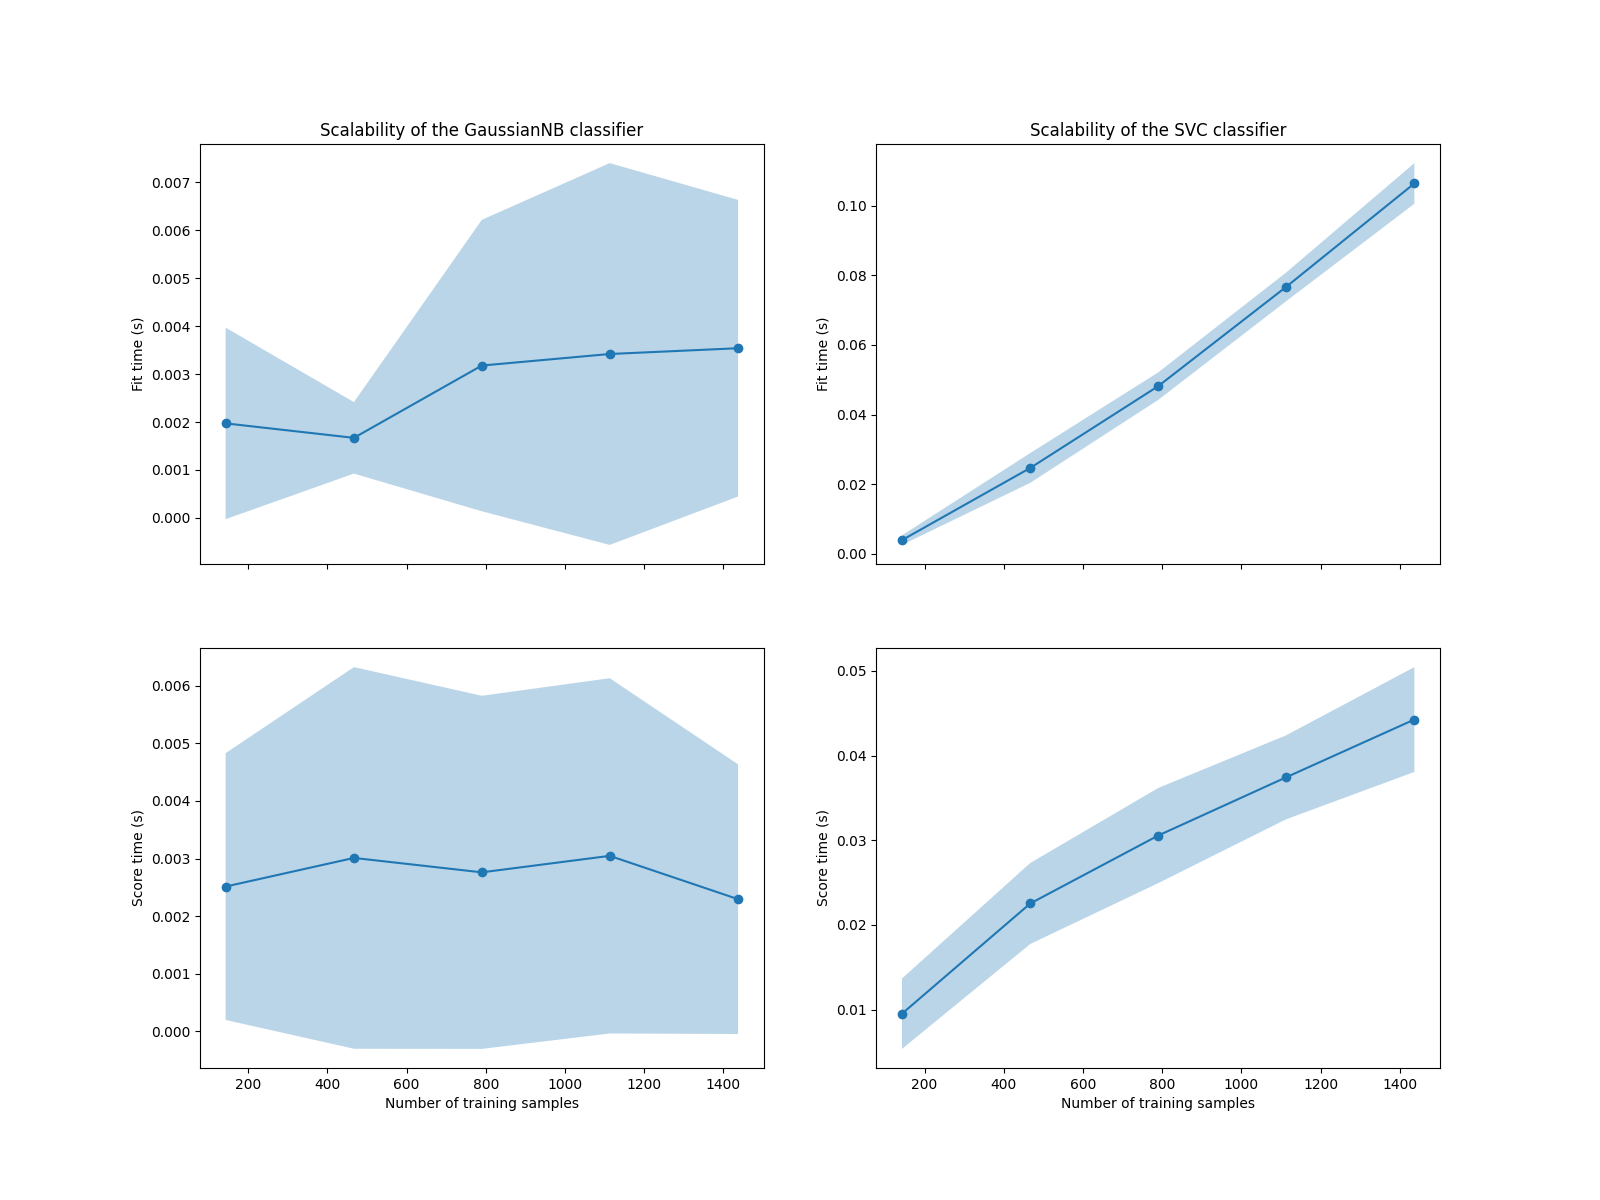 Scalability of the GaussianNB classifier
Fit time (s)
0.007
0.006
0.005
0.004
0.003
0.002
0.001
0.000
Scalability of the SVC classifier
Fit time (s)
0.10
0.08
0.06
0.04
0.02
0.00
Score time (s)
0.006
0.005
0.004
0.003
0.002
0.001
0.000
200 400 600 800 1000 1200 1400
Number of training samples
Score time (s)
0.05
0.04
0.03
0.02
0.01
200 400 600 800 1000 1200 1400
Number of training samples